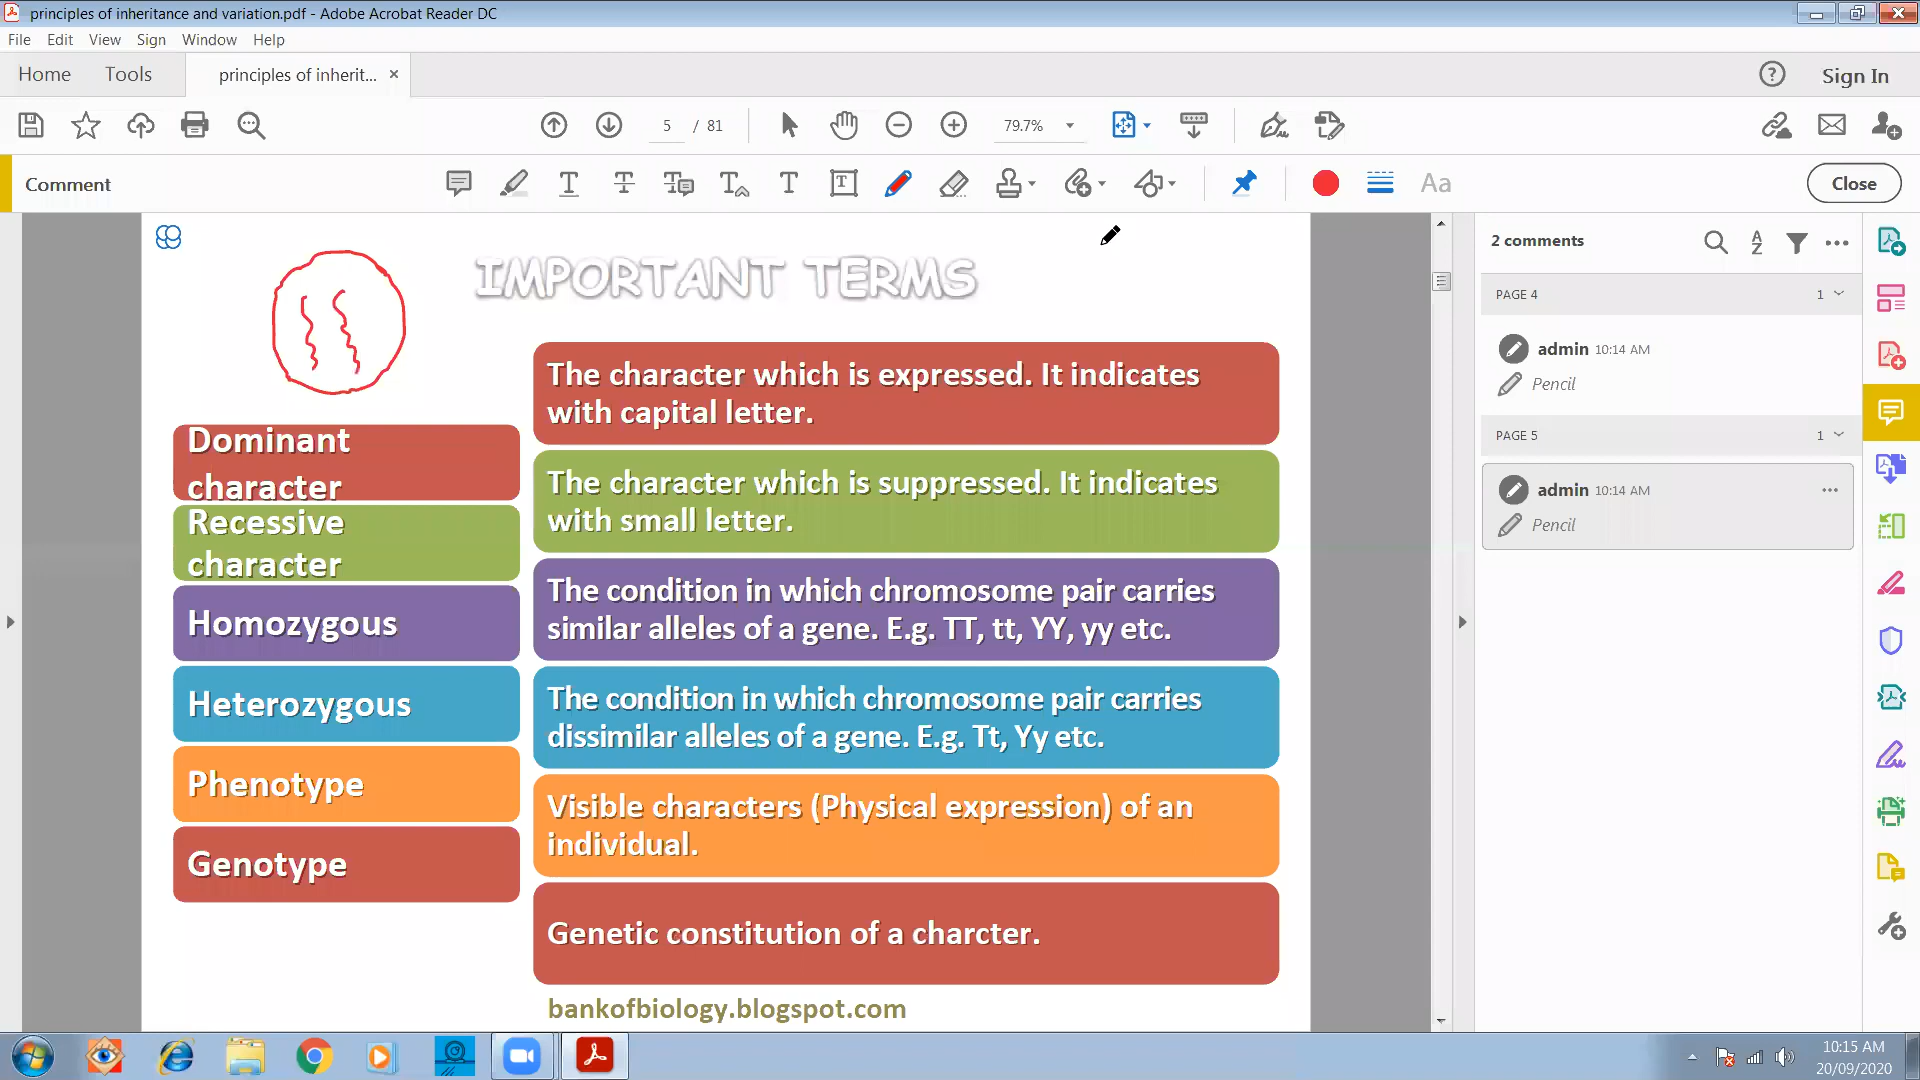 principles of inheritance and variation.pdf - Adobe Acrobat Reader DC
File Edit View Sign Window Help
Home Tools principles of inherit... × Sign In
5 / 81 79.7%
Comment Aa Close
2 comments
PAGE 4 1
admin 10:14 AM
Pencil
PAGE 5 1
admin 10:14 AM
Pencil
IMPORTANT TERMS
Dominant
character
The character which is expressed. It indicates
with capital letter.
Recessive
character
The character which is suppressed. It indicates
with small letter.
Homozygous
The condition in which chromosome pair carries
similar alleles of a gene. E.g. TT, tt, YY, yy etc.
Heterozygous
The condition in which chromosome pair carries
dissimilar alleles of a gene. E.g. Tt, Yy etc.
Phenotype
Visible characters (Physical expression) of an
individual.
Genotype
Genetic constitution of a charcter.
bankofbiology.blogspot.com
10:15 AM
20/09/2020